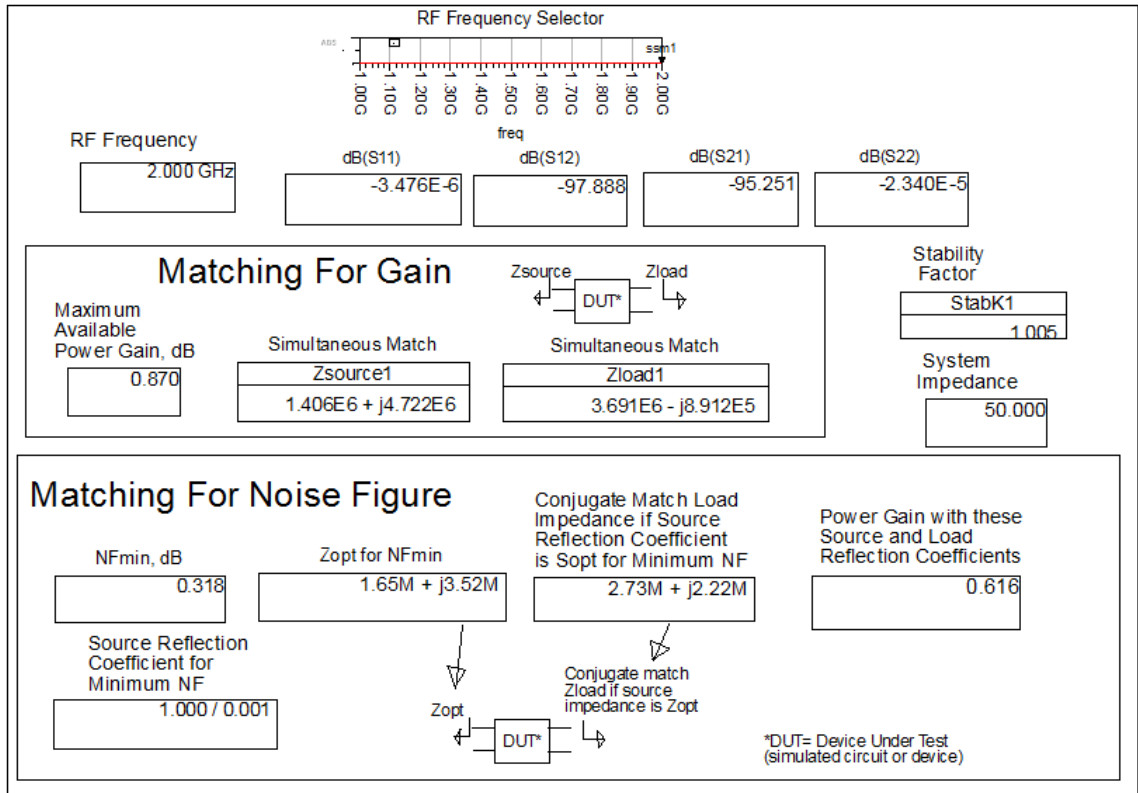 RF Frequency Selector
ADS
ssm1
1.00G 1.10G 1.20G 1.30G 1.40G 1.50G 1.60G 1.70G 1.80G 1.90G 2.00G
freq
RF Frequency
2.000 GHz
dB(S11)
-3.476E-6
dB(S12)
-97.888
dB(S21)
-95.251
dB(S22)
-2.340E-5
Matching For Gain
Zsource
DUT*
Zload
Maximum
Available
Power Gain, dB
0.870
Simultaneous Match
Zsource1
1.406E6 + j4.722E6
Simultaneous Match
Zload1
3.691E6 - j8.912E5
Stability
Factor
StabK1
1.005
System
Impedance
50.000
Matching For Noise Figure
NFmin, dB
0.318
Zopt for NFmin
1.65M + j3.52M
Conjugate Match Load
Impedance if Source
Reflection Coefficient
is Sopt for Minimum NF
2.73M + j2.22M
Power Gain with these
Source and Load
Reflection Coefficients
0.616
Source Reflection
Coefficient for
Minimum NF
1.000 / 0.001
Zopt
DUT*
Conjugate match
Zload if source
impedance is Zopt
*DUT= Device Under Test
(simulated circuit or device)